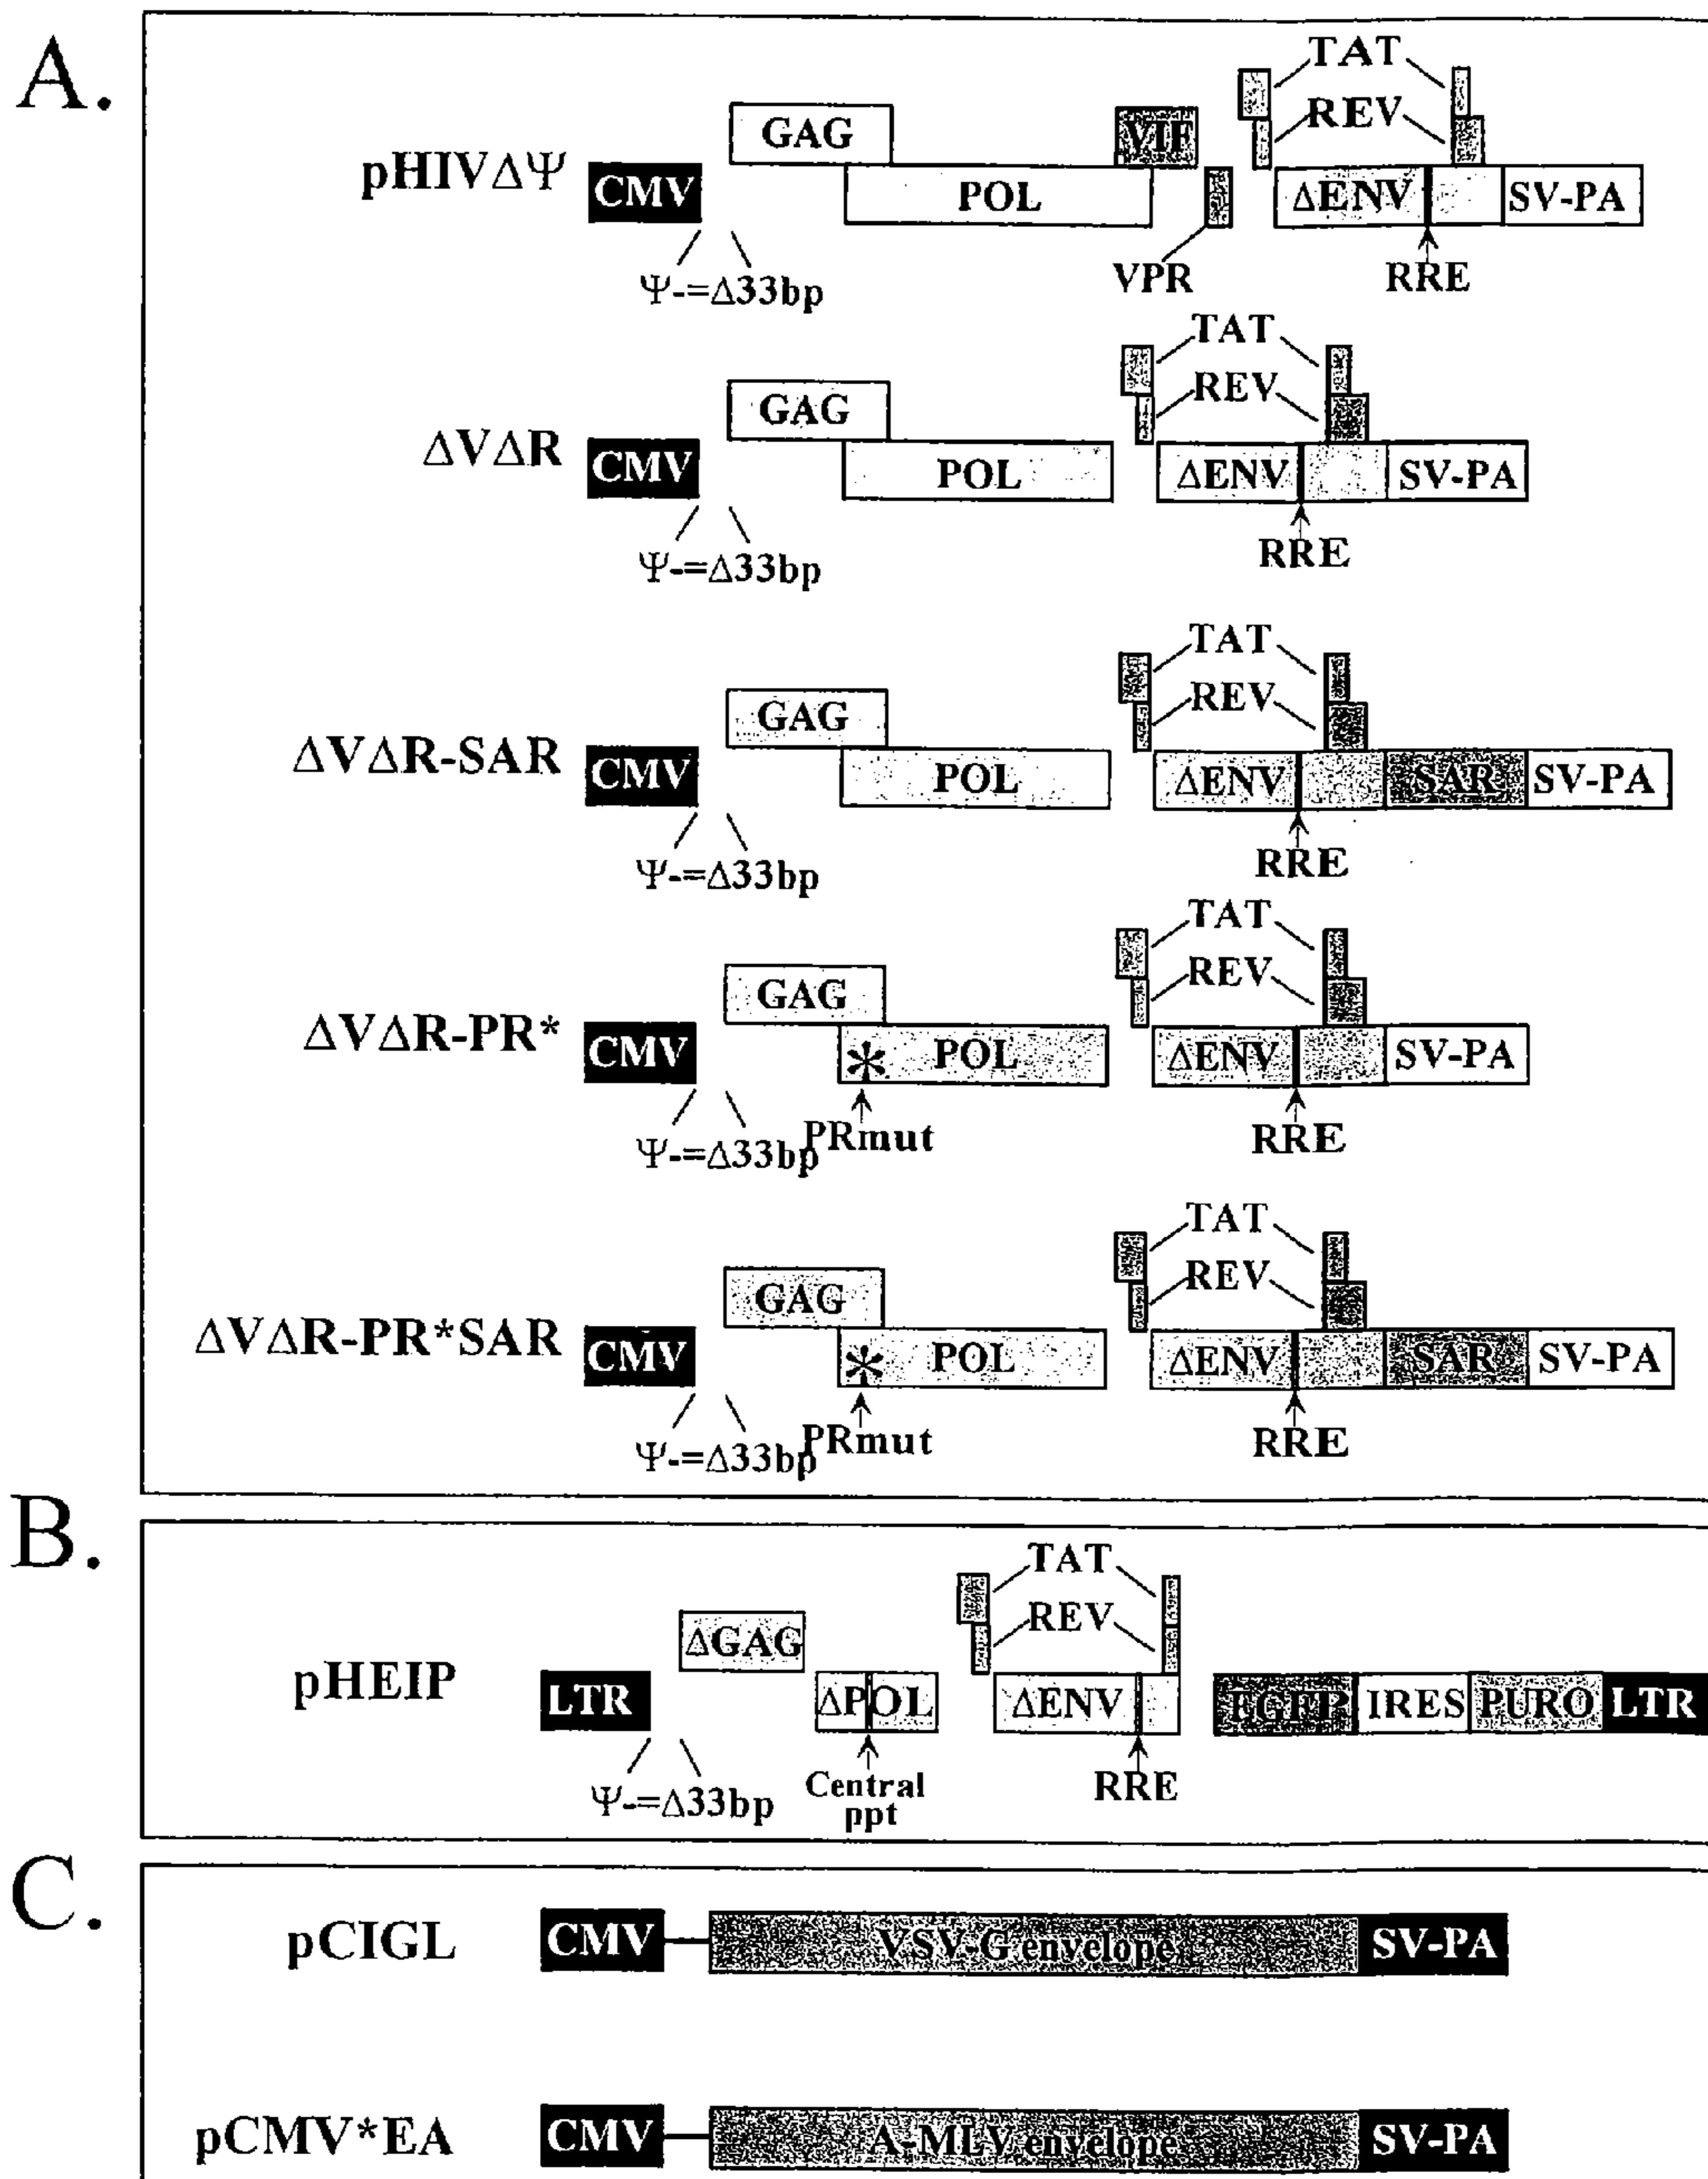 A.
TAT
GAG
VIF
REV
pHIVΔΨ
CMV
POL
ΔENV
SV-PA
Ψ-=Δ33bp
VPR
RRE
TAT
GAG
REV
ΔVΔR
CMV
POL
ΔENV
SV-PA
Ψ-=Δ33bp
RRE
TAT
GAG
REV
ΔVΔR-SAR
CMV
POL
ΔENV
SAR
SV-PA
Ψ-=Δ33bp
RRE
TAT
GAG
REV
ΔVΔR-PR*
CMV
*
POL
ΔENV
SV-PA
Ψ-=Δ33bp
PRmut
RRE
TAT
GAG
REV
ΔVΔR-PR*SAR
CMV
*
POL
ΔENV
SAR
SV-PA
Ψ-=Δ33bp
PRmut
RRE
B.
TAT
ΔGAG
REV
pHEIP
LTR
ΔPOL
ΔENV
EGFP
IRES
PURO
LTR
Ψ-=Δ33bp
Central
ppt
RRE
C.
pCIGL
CMV
VSV-G envelope
SV-PA
pCMV*EA
CMV
A-MLV envelope
SV-PA